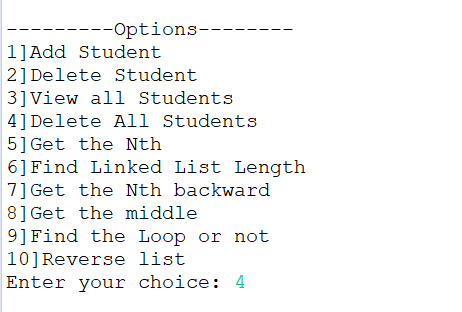 ---------Options--------
1]Add Student
2]Delete Student
3]View all Students
4]Delete All Students
5]Get the Nth
6]Find Linked List Length
7]Get the Nth backward
8]Get the middle
9]Find the Loop or not
10]Reverse list
Enter your choice: 4